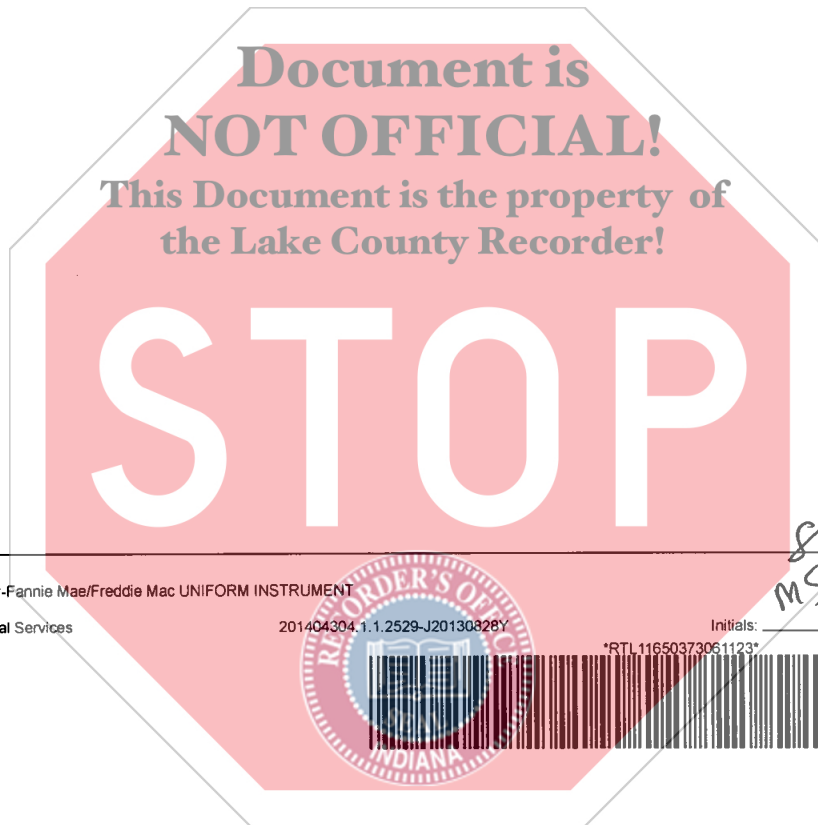 Document is
NOT OFFICIAL!
This Document is the property of
the Lake County Recorder!
STOP
-Fannie Mae/Freddie Mac UNIFORM INSTRUMENT
al Services 201404304.1.1.2529-J20130828Y Initials:
*RTL11650373061123*
RECORDER'S OFFICE
SEAL
INDIANA